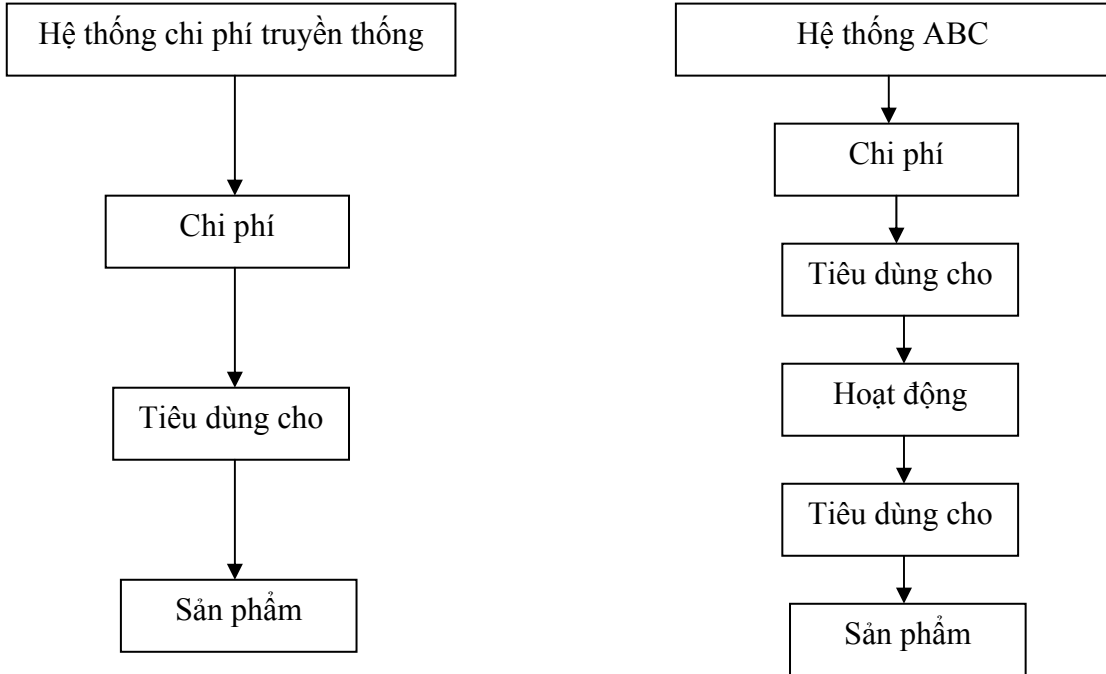 Hệ thống chi phí truyền thống
Chi phí
Tiêu dùng cho
Sản phẩm
Hệ thống ABC
Chi phí
Tiêu dùng cho
Hoạt động
Tiêu dùng cho
Sản phẩm